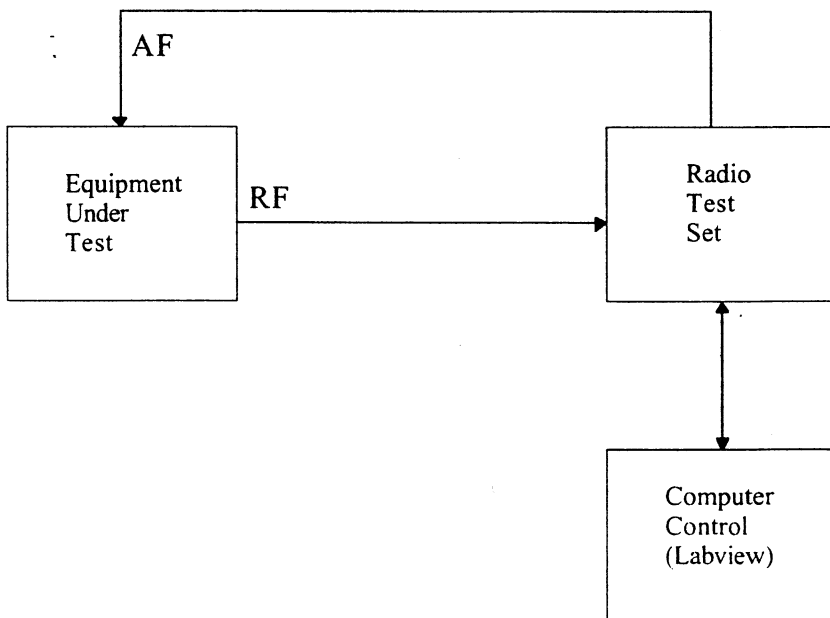 AF
Equipment
Under
Test
RF
Radio
Test
Set
Computer
Control
(Labview)